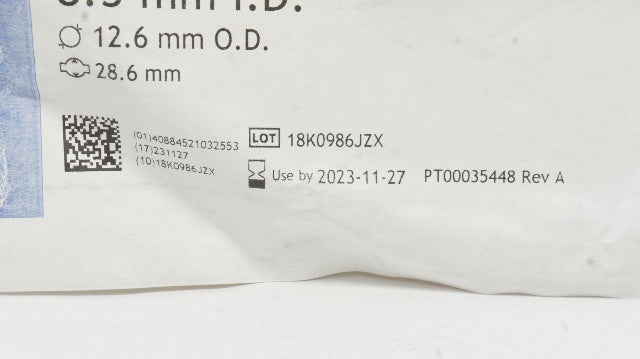 mm I.D.
12.6 mm O.D.
28.6 mm
(01)40884521032553
(17)231127
(10)18K0986JZX
LOT 18K0986JZX
Use by 2023-11-27 PT00035448 Rev A